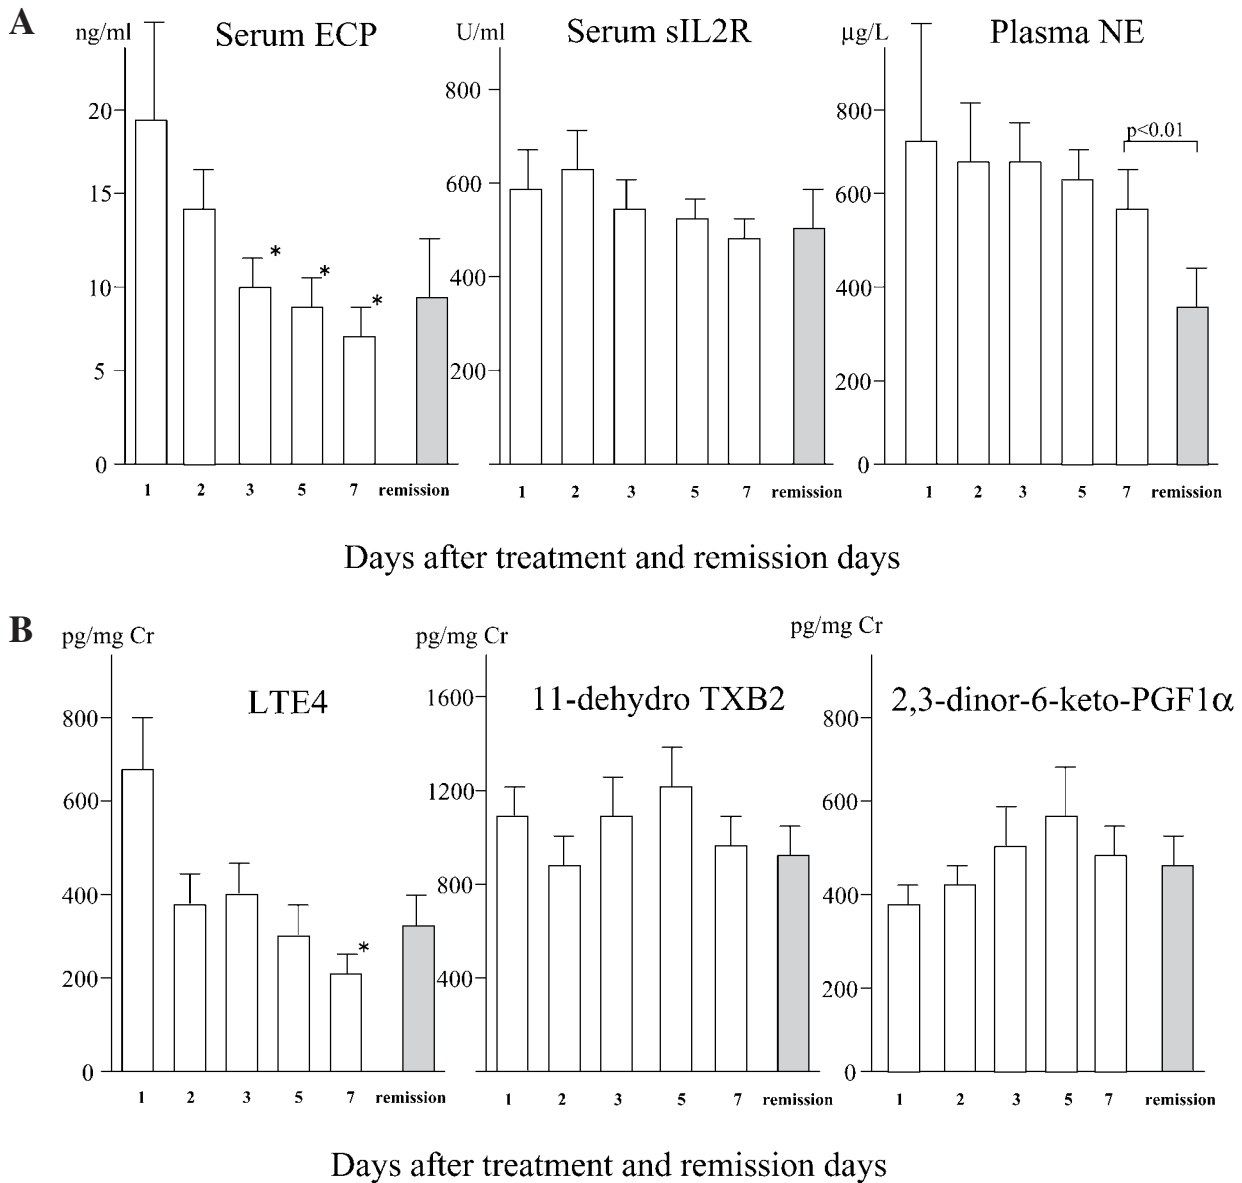 A
ng/ml Serum ECP
20
15
10
5
0
* * *
1 2 3 5 7 remission
U/ml Serum sIL2R
800
600
400
200
1 2 3 5 7 remission
µg/L Plasma NE
800
600
400
200
0
p<0.01
1 2 3 5 7 remission
Days after treatment and remission days
B
pg/mg Cr
LTE4
800
600
400
200
0
*
1 2 3 5 7 remission
pg/mg Cr
11-dehydro TXB2
1600
1200
800
400
1 2 3 5 7 remission
pg/mg Cr
2,3-dinor-6-keto-PGF1α
800
600
400
200
0
1 2 3 5 7 remission
Days after treatment and remission days